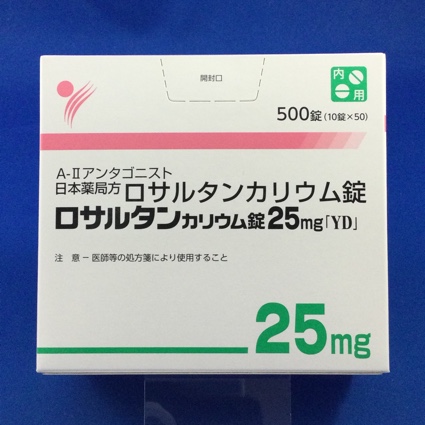 開封口
内用
500錠(10錠×50)
A-Ⅱアンタゴニスト
日本薬局方 ロサルタンカリウム錠
ロサルタンカリウム錠25mg「YD」
注 意 - 医師等の処方箋により使用すること
25mg